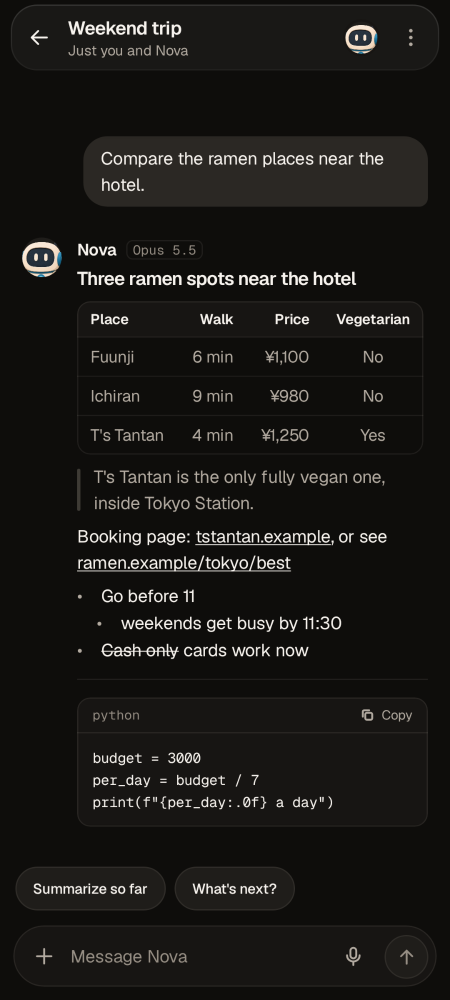 Weekend trip
Just you and Nova
Compare the ramen places near the
hotel.
Nova Opus 5.5
Three ramen spots near the hotel
Place Walk Price Vegetarian
Fuunji 6 min ¥1,100 No
Ichiran 9 min ¥980 No
T's Tantan 4 min ¥1,250 Yes
T's Tantan is the only fully vegan one,
inside Tokyo Station.
Booking page: tstantan.example, or see
ramen.example/tokyo/best
• Go before 11
• weekends get busy by 11:30
• Cash only cards work now
python Copy
budget = 3000
per_day = budget / 7
print(f"{per_day:.0f} a day")
Summarize so far What's next?
Message Nova